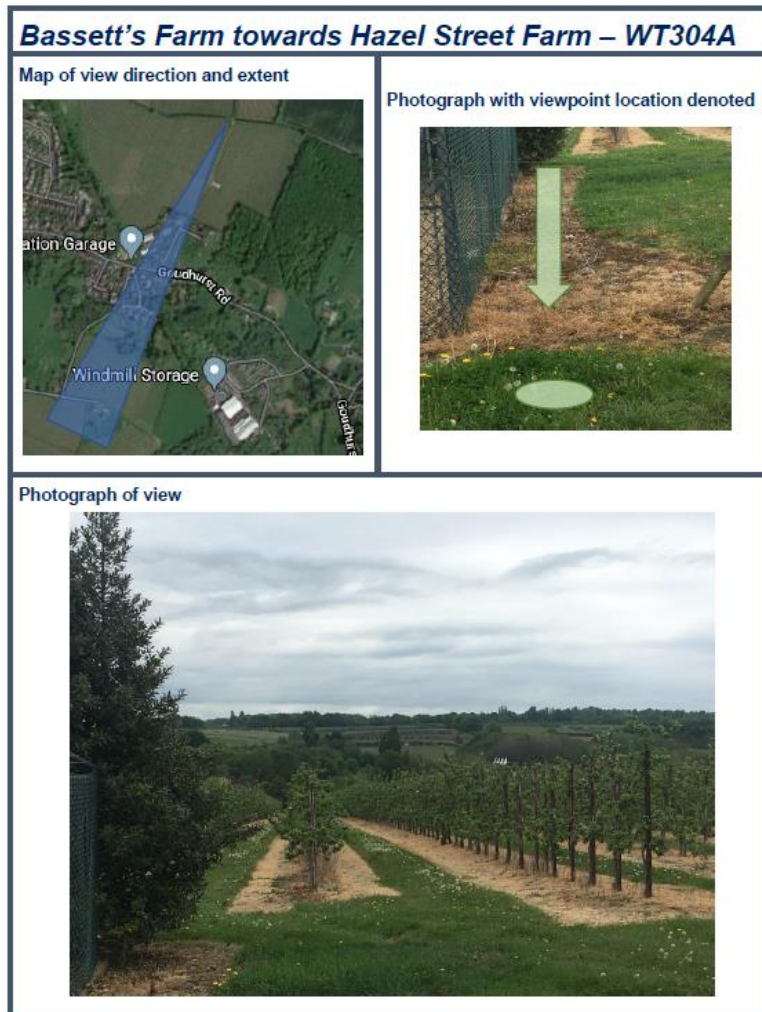 Bassett's Farm towards Hazel Street Farm – WT304A
Map of view direction and extent
ation Garage
Goudhurst Rd
Windmill Storage
Goudhurs
Photograph with viewpoint location denoted
Photograph of view